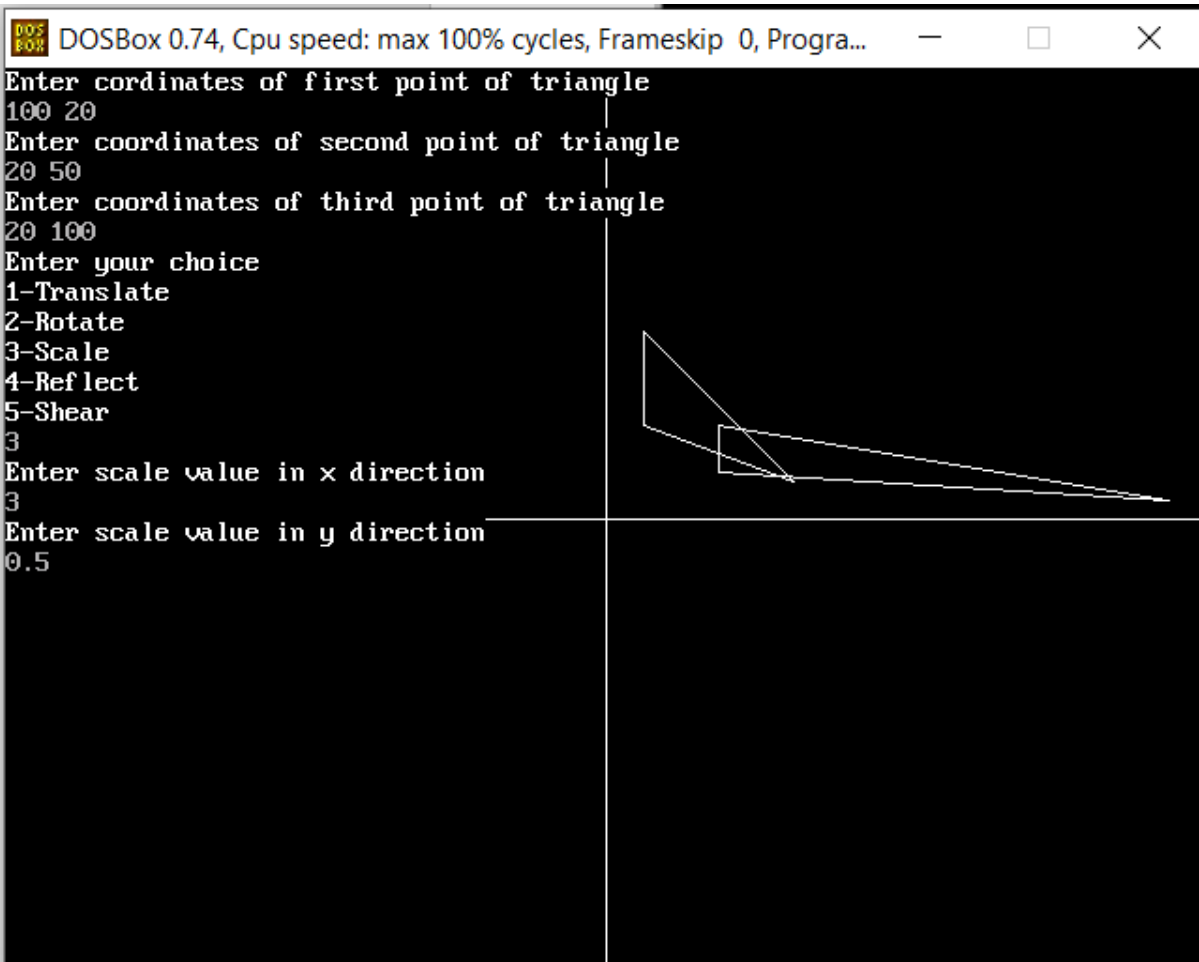 DOS BOX DOSBox 0.74, Cpu speed: max 100% cycles, Frameskip 0, Progra...
Enter cordinates of first point of triangle
100 20
Enter coordinates of second point of triangle
20 50
Enter coordinates of third point of triangle
20 100
Enter your choice
1-Translate
2-Rotate
3-Scale
4-Reflect
5-Shear
3
Enter scale value in x direction
3
Enter scale value in y direction
0.5